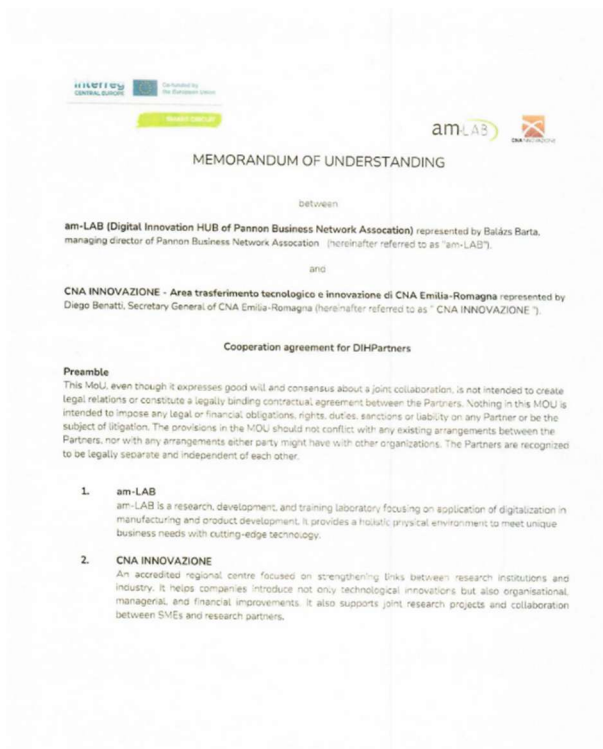 Interreg
CENTRAL EUROPE
Co-funded by
the European Union
amLAB
CNA INNOVAZIONE
MEMORANDUM OF UNDERSTANDING
between
am-LAB (Digital Innovation HUB of Pannon Business Network Assocation) represented by Balázs Barta,
managing director of Pannon Business Network Assocation (hereinafter referred to as "am-LAB").
and
CNA INNOVAZIONE - Area trasferimento tecnologico e innovazione di CNA Emilia-Romagna represented by
Diego Benatti, Secretary General of CNA Emilia-Romagna (hereinafter referred to as " CNA INNOVAZIONE ").
Cooperation agreement for DIHPartners
Preamble
This MoU, even though it expresses good will and consensus about a joint collaboration, is not intended to create
legal relations or constitute a legally binding contractual agreement between the Partners. Nothing in this MOU is
intended to impose any legal or financial obligations, rights, duties, sanctions or liability on any Partner or be the
subject of litigation. The provisions in the MOU should not conflict with any existing arrangements between the
Partners, nor with any arrangements either party might have with other organizations. The Partners are recognized
to be legally separate and independent of each other.
1. am-LAB
am-LAB is a research, development, and training laboratory focusing on application of digitalization in
manufacturing and product development. It provides a holistic physical environment to meet unique
business needs with cutting-edge technology.
2. CNA INNOVAZIONE
An accredited regional centre focused on strengthening links between research institutions and
industry. It helps companies introduce not only technological innovations but also organisational,
managerial, and financial improvements. It also supports joint research projects and collaboration
between SMEs and research partners.